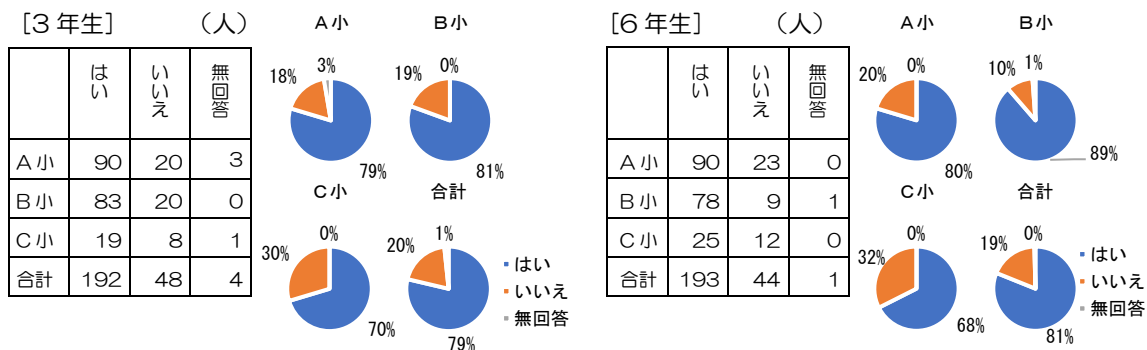 [3年生] (人)
はい いいえ 無回答
A小 90 20 3
B小 83 20 0
C小 19 8 1
合計 192 48 4
A小
3%
18%
79%
B小
0%
19%
81%
C小
0%
30%
70%
合計
1%
20%
79%
はい
いいえ
無回答
[6年生] (人)
はい いいえ 無回答
A小 90 23 0
B小 78 9 1
C小 25 12 0
合計 193 44 1
A小
0%
20%
80%
B小
1%
10%
89%
C小
0%
32%
68%
合計
0%
19%
81%
はい
いいえ
無回答